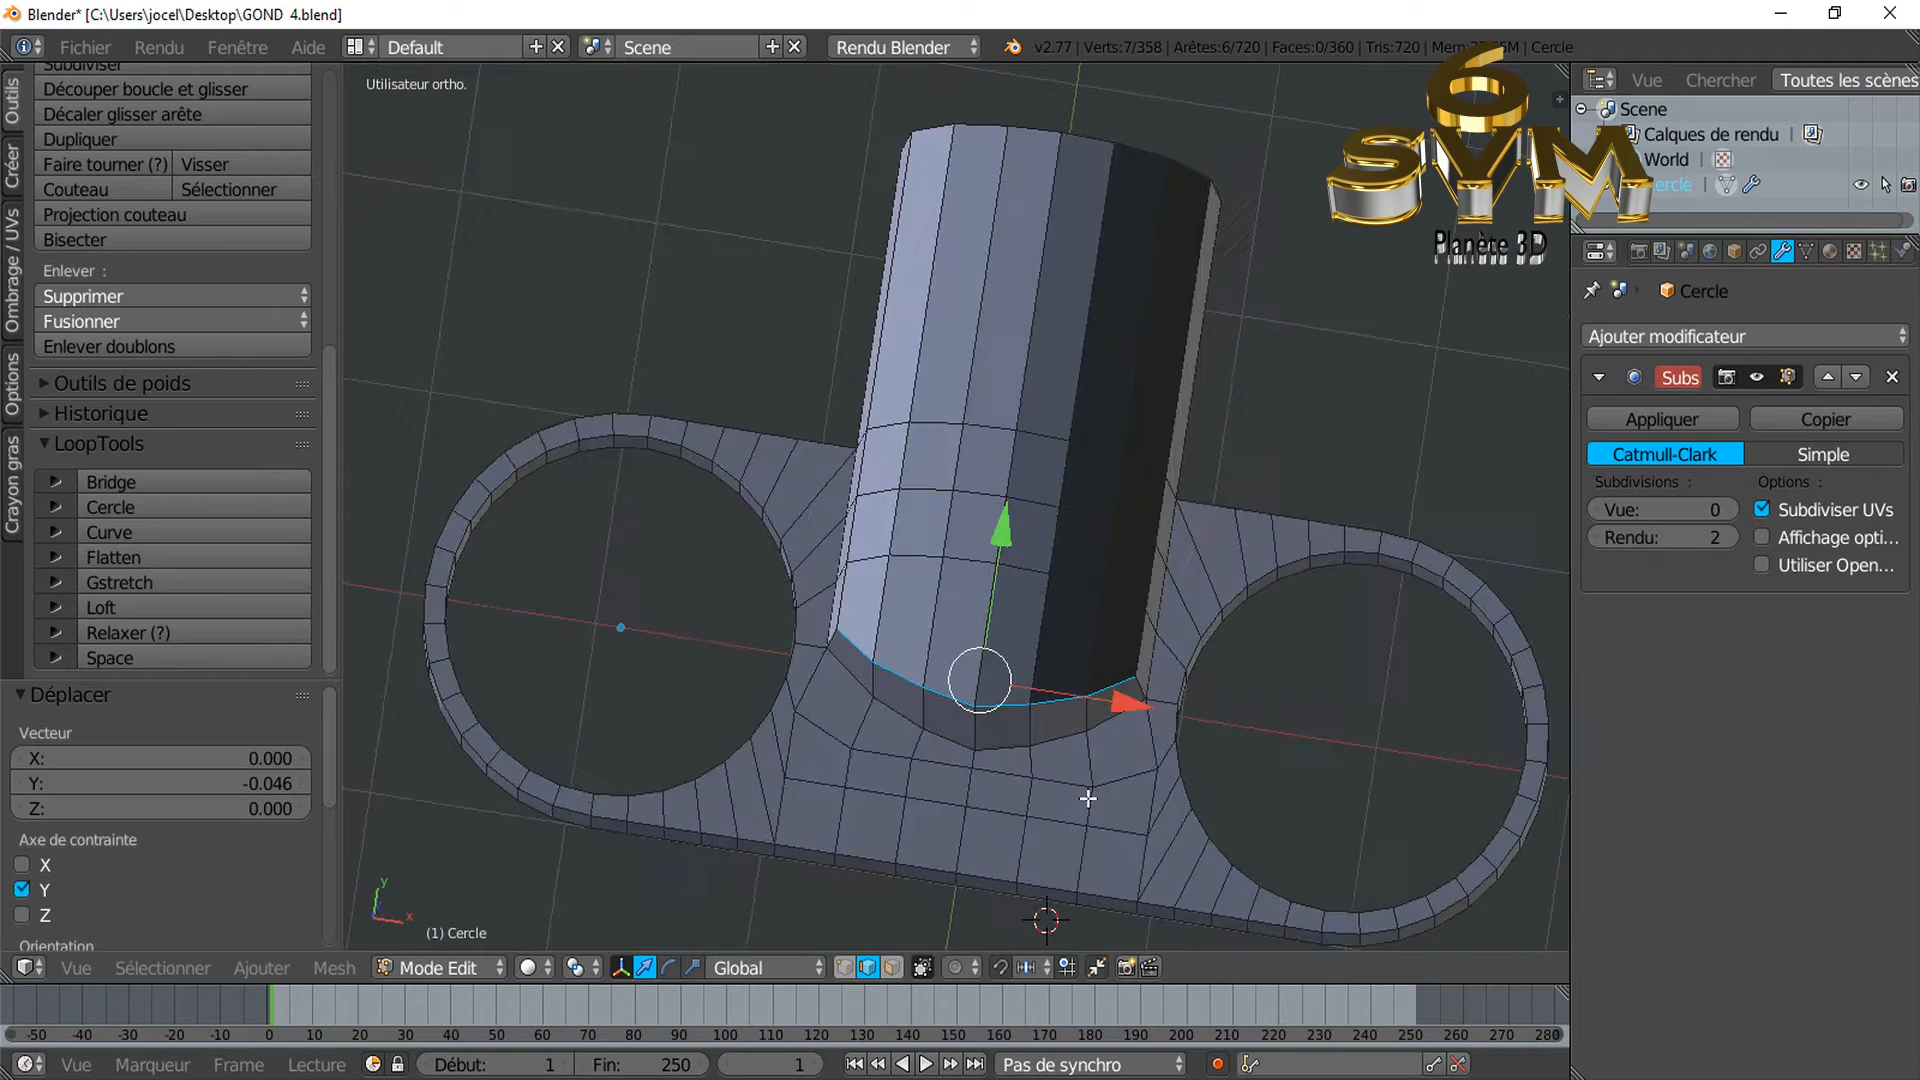 Blender* [C:\Users\jocel\Desktop\GOND 4.blend]
Fichier Rendu Fenêtre Aide Default Scene Rendu Blender v2.77 | Verts:7/358 | Arêtes:6/720 | Faces:0/360 | Tris:720 | Cercle
Outils
Créer
Ombrage / UVs
Options
Crayon gras
Subdiviser
Découper boucle et glisser
Décaler glisser arête
Dupliquer
Faire tourner (?) Visser
Couteau Sélectionner
Projection couteau
Bisecter
Enlever :
Supprimer
Fusionner
Enlever doublons
Outils de poids
Historique
LoopTools
Bridge
Cercle
Curve
Flatten
Gstretch
Loft
Relaxer (?)
Space
Déplacer
Vecteur
X: 0.000
Y: -0.046
Z: 0.000
Axe de contrainte
X
Y
Z
Orientation
Utilisateur ortho.
y
x
(1) Cercle
6
SYM
Planète 3D
Vue Chercher Toutes les scènes
Scene
Calques de rendu
World
Cercle
Ajouter modificateur
Subs
Appliquer Copier
Catmull-Clark Simple
Subdivisions : Options :
Vue: 0 Subdiviser UVs
Rendu: 2 Affichage opti...
Utiliser Open...
Vue Sélectionner Ajouter Mesh Mode Edit Global
-50 -40 -30 -20 -10 0 10 20 30 40 50 60 70 80 90 100 110 120 130 140 150 160 170 180 190 200 210 220 230 240 250 260 270 280
Vue Marqueur Frame Lecture Début: 1 Fin: 250 1 Pas de synchro